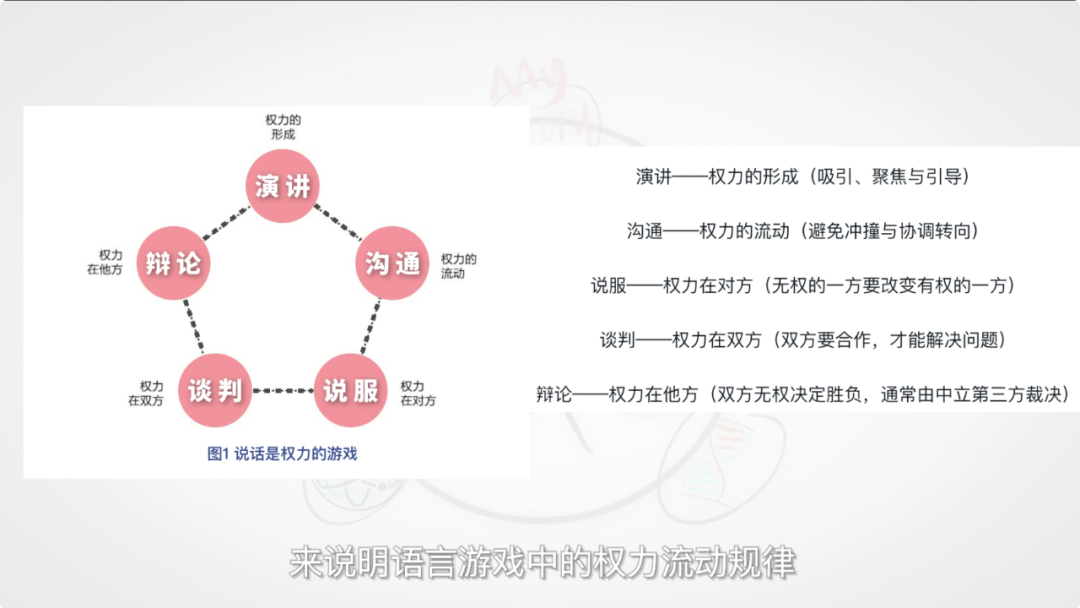 权力的
形成
演讲
权力
在他方
辩论
沟通
权力的
流动
权力
在双方
谈判
说服
权力
在对方
图1 说话是权力的游戏
演讲——权力的形成（吸引、聚焦与引导）
沟通——权力的流动（避免冲撞与协调转向）
说服——权力在对方（无权的一方要改变有权的一方）
谈判——权力在双方（双方要合作，才能解决问题）
辩论——权力在他方（双方无权决定胜负，通常由中立第三方裁决）
来说明语言游戏中的权力流动规律